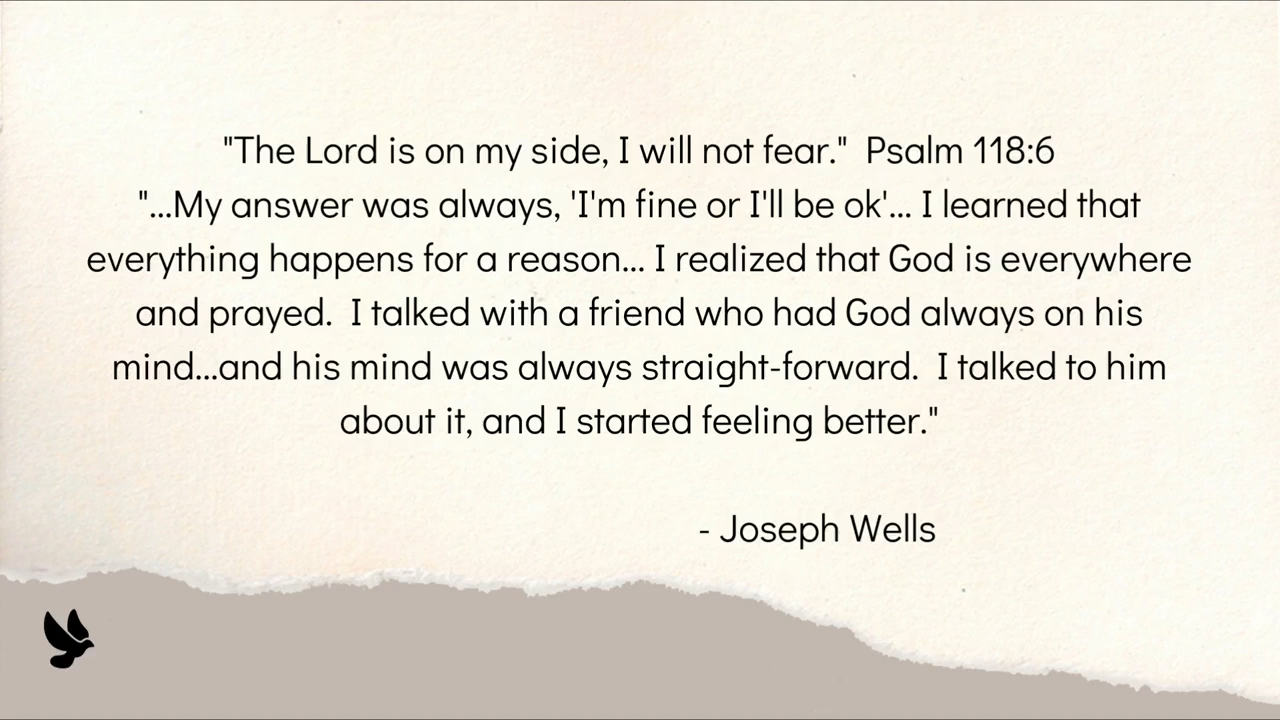 "The Lord is on my side, I will not fear."  Psalm 118:6
"...My answer was always, 'I'm fine or I'll be ok'... I learned that
everything happens for a reason... I realized that God is everywhere
and prayed.  I talked with a friend who had God always on his
mind...and his mind was always straight-forward.  I talked to him
about it, and I started feeling better."
- Joseph Wells